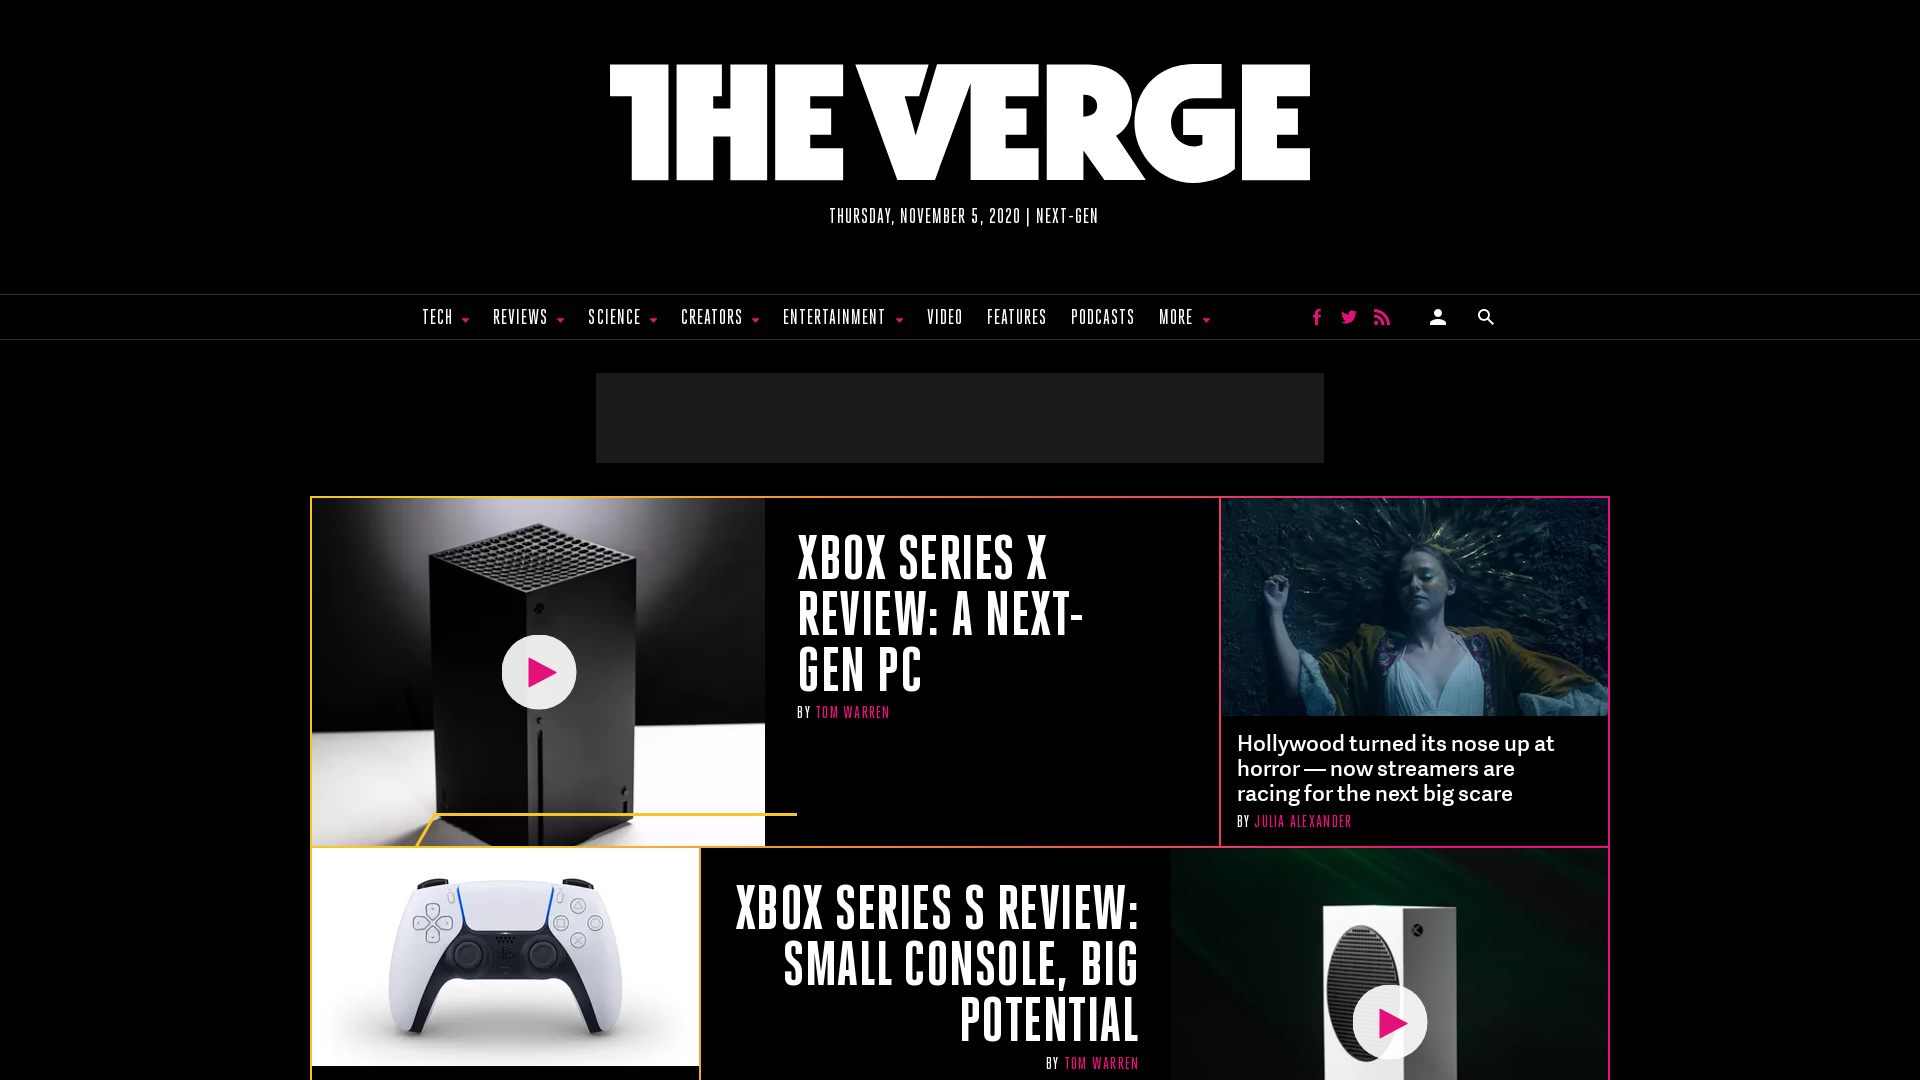 THE VERGE
THURSDAY, NOVEMBER 5, 2020 | NEXT-GEN
TECH REVIEWS SCIENCE CREATORS ENTERTAINMENT VIDEO FEATURES PODCASTS MORE
XBOX SERIES X
REVIEW: A NEXT-
GEN PC
BY TOM WARREN
Hollywood turned its nose up at
horror — now streamers are
racing for the next big scare
BY JULIA ALEXANDER
XBOX SERIES S REVIEW:
SMALL CONSOLE, BIG
POTENTIAL
BY TOM WARREN